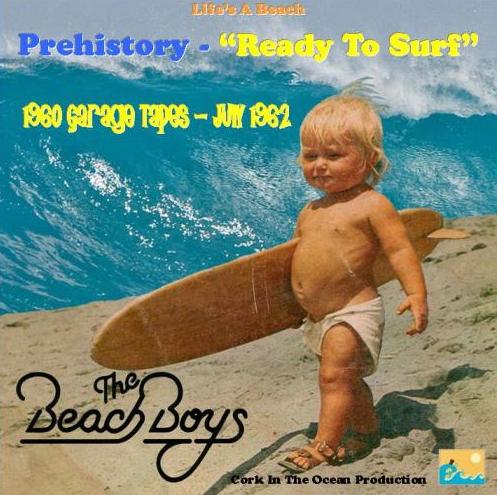 Life's A Beach
Prehistory - “Ready To Surf”
1960 Garage Tapes - July 1962
The
Beach Boys
Cork In The Ocean Production